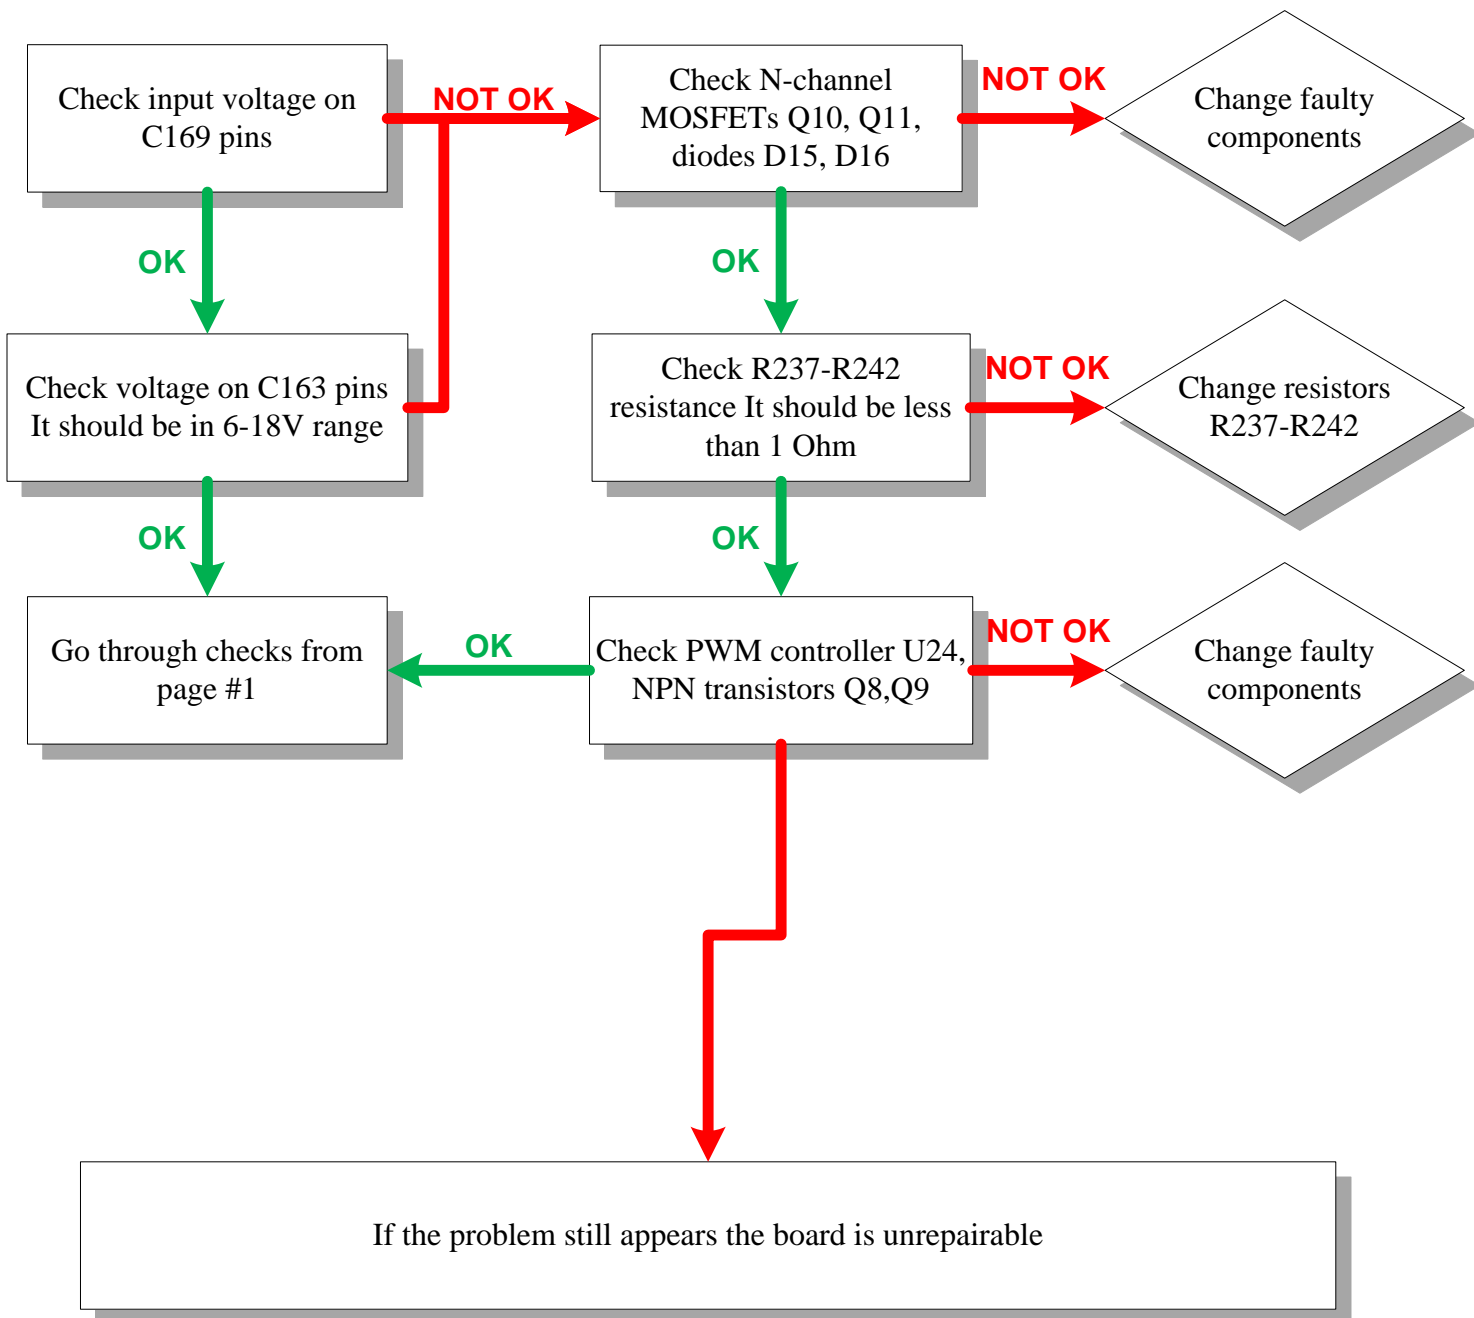 Check input voltage on
C169 pins
NOT OK
Check N-channel
MOSFETs Q10, Q11,
diodes D15, D16
NOT OK
Change faulty
components
OK
OK
Check voltage on C163 pins
It should be in 6-18V range
Check R237-R242
resistance It should be less
than 1 Ohm
NOT OK
Change resistors
R237-R242
OK
OK
Go through checks from
page #1
OK
Check PWM controller U24,
NPN transistors Q8,Q9
NOT OK
Change faulty
components
If the problem still appears the board is unrepairable